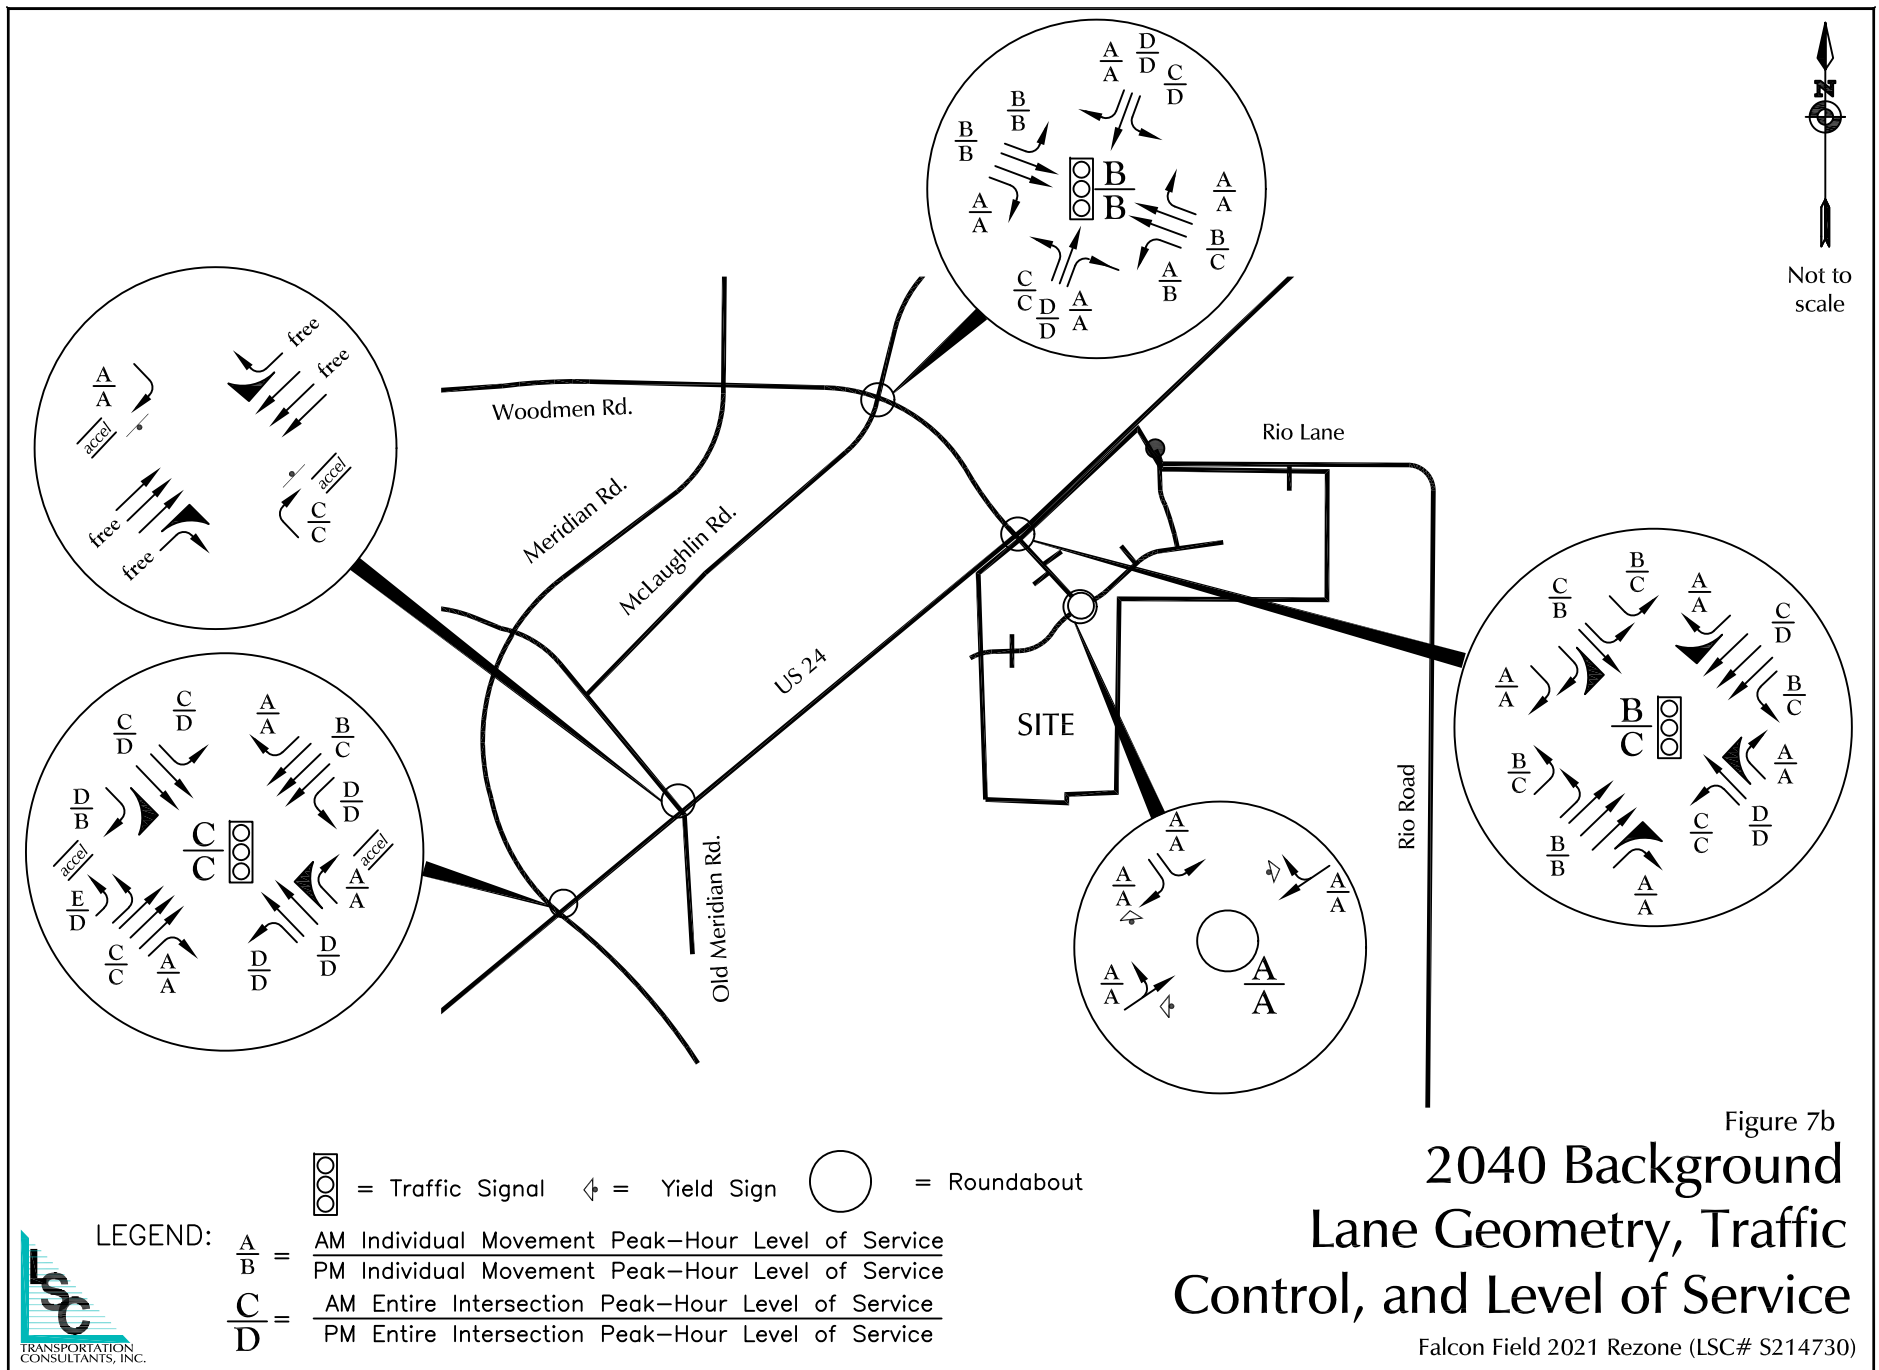 A
A
D
D
C
D
B
B
B
B
A
A
B
B
A
A
B
C
A
B
C
C
D
D
A
A
N
Not to
scale
free
free
A
A
accel
accel
C
C
free
free
Woodmen Rd.
Meridian Rd.
McLaughlin Rd.
US 24
Old Meridian Rd.
Rio Lane
Rio Road
SITE
C
D
C
D
A
A
B
C
D
B
D
D
C
C
accel
accel
E
D
A
A
C
C
A
A
D
D
D
D
B
C
C
B
A
A
C
D
A
A
B
C
B
C
B
C
A
A
B
B
A
A
C
C
D
D
A
A
A
A
A
A
A
A
A
A
Figure 7b
2040 Background
Lane Geometry, Traffic
Control, and Level of Service
Falcon Field 2021 Rezone (LSC# S214730)
= Traffic Signal
= Yield Sign
= Roundabout
LEGEND:
A
B
=
AM Individual Movement Peak-Hour Level of Service
PM Individual Movement Peak-Hour Level of Service
C
D
=
AM Entire Intersection Peak-Hour Level of Service
PM Entire Intersection Peak-Hour Level of Service
LSC
TRANSPORTATION
CONSULTANTS, INC.